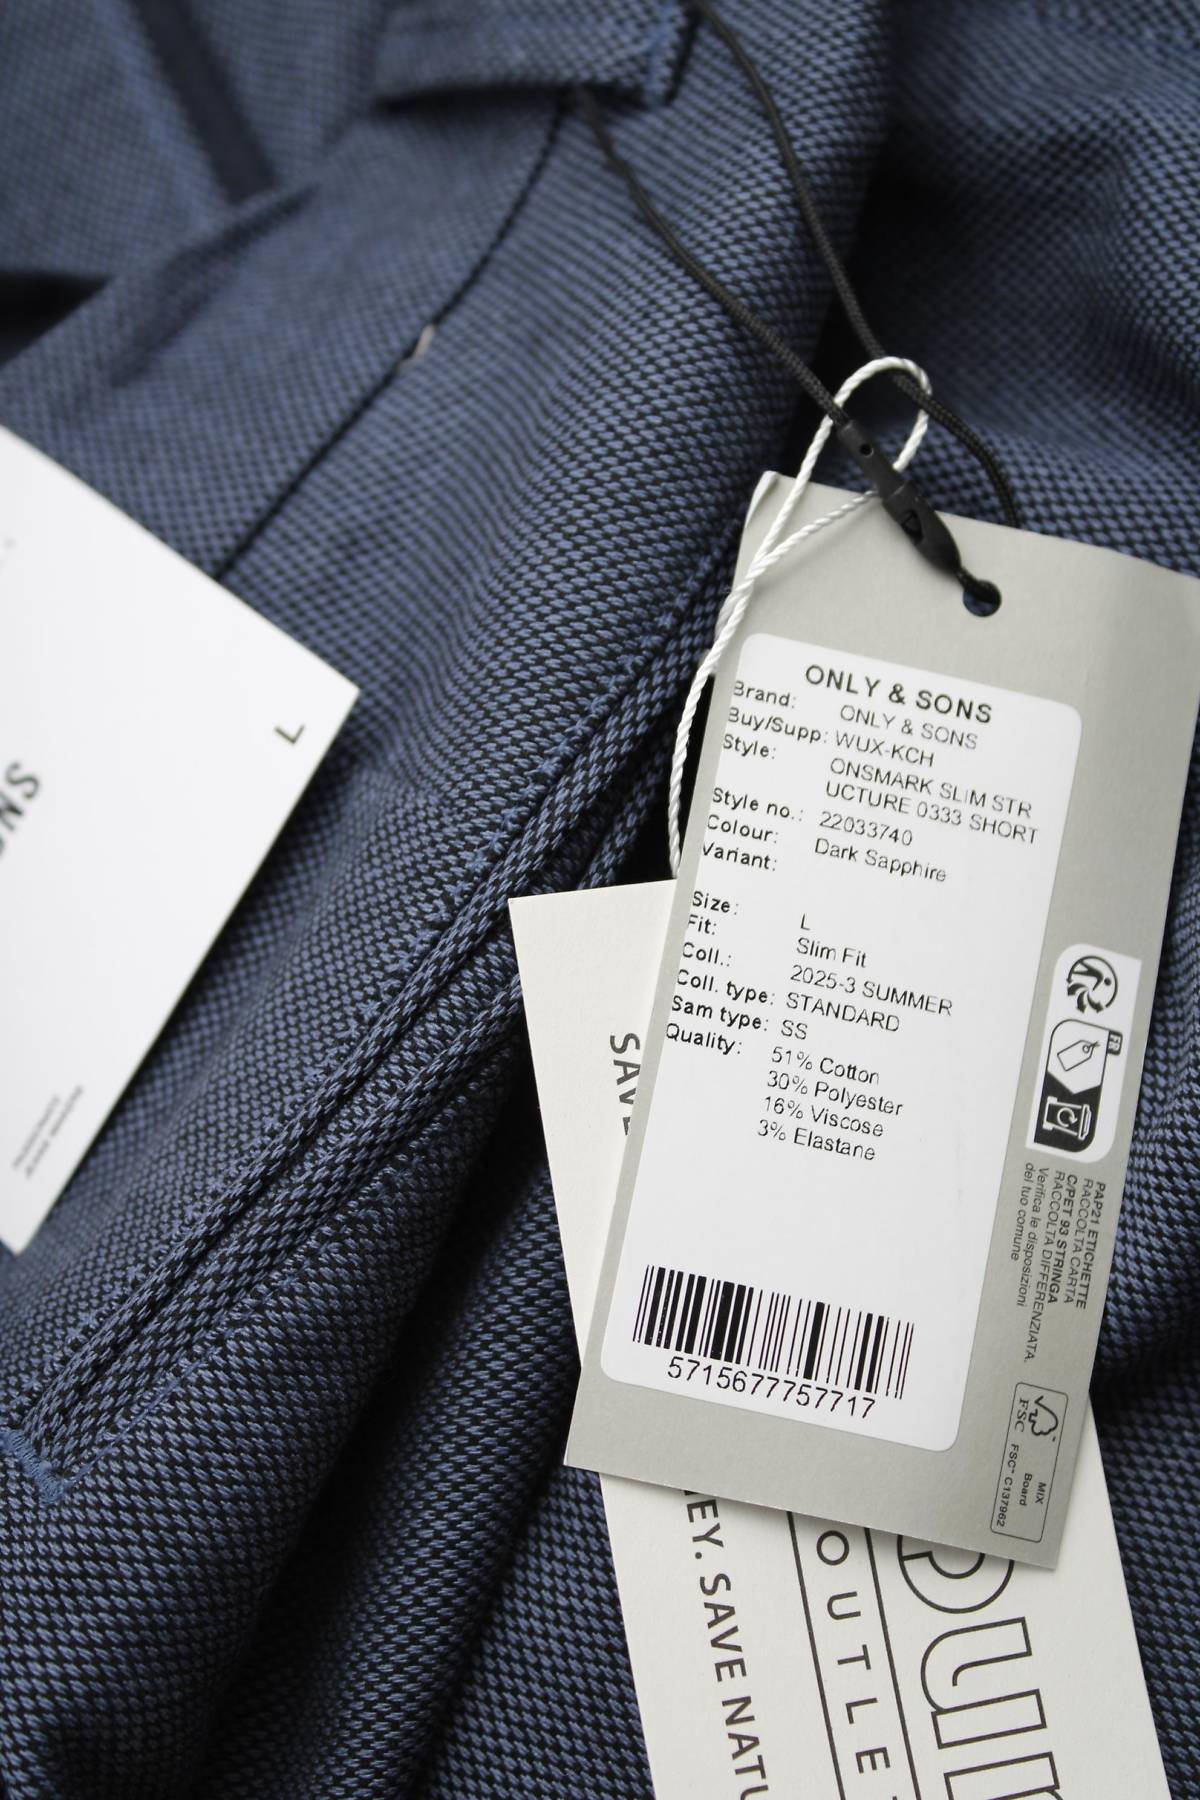 L
ONLY & SONS
Brand: ONLY & SONS
Buy/Supp: WUX-KCH
Style: ONSMARK SLIM STR
UCTURE 0333 SHORT
Style no.: 22033740
Colour: Dark Sapphire
Variant:
Size: L
Fit: Slim Fit
Coll.: 2025-3 SUMMER
Coll. type: STANDARD
Sam type: SS
Quality: 51% Cotton
30% Polyester
16% Viscose
3% Elastane
5715677757717
FR
PAP21 ETICHETTE
RACCOLTA CARTA
C/PET 93 STRINGA
RACCOLTA DIFFERENZIATA.
Verifica le disposizioni
del tuo comune
FSC
MIX
Board
FSC® C137962
SAVE
EY. SAVE NATU
OUTLE